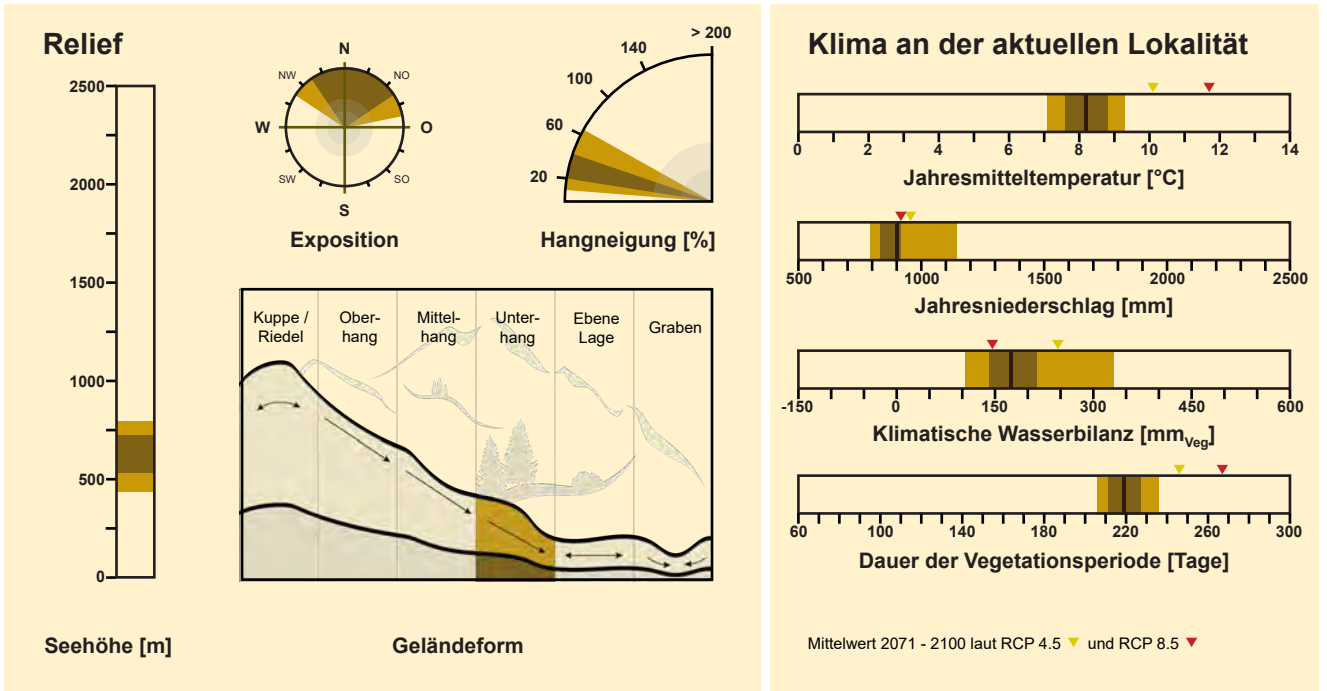 Relief
2500
2000
1500
1000
500
0
Seehöhe [m]
N
NW
NO
W
O
SW
SO
S
Exposition
> 200
140
100
60
20
Hangneigung [%]
Kuppe / Riedel
Ober-hang
Mittel-hang
Unter-hang
Ebene Lage
Graben
Geländeform
Klima an der aktuellen Lokalität
0 2 4 6 8 10 12 14
Jahresmitteltemperatur [°C]
500 1000 1500 2000 2500
Jahresniederschlag [mm]
-150 0 150 300 450 600
Klimatische Wasserbilanz [mmVeg]
60 100 140 180 220 260 300
Dauer der Vegetationsperiode [Tage]
Mittelwert 2071 - 2100 laut RCP 4.5 und RCP 8.5